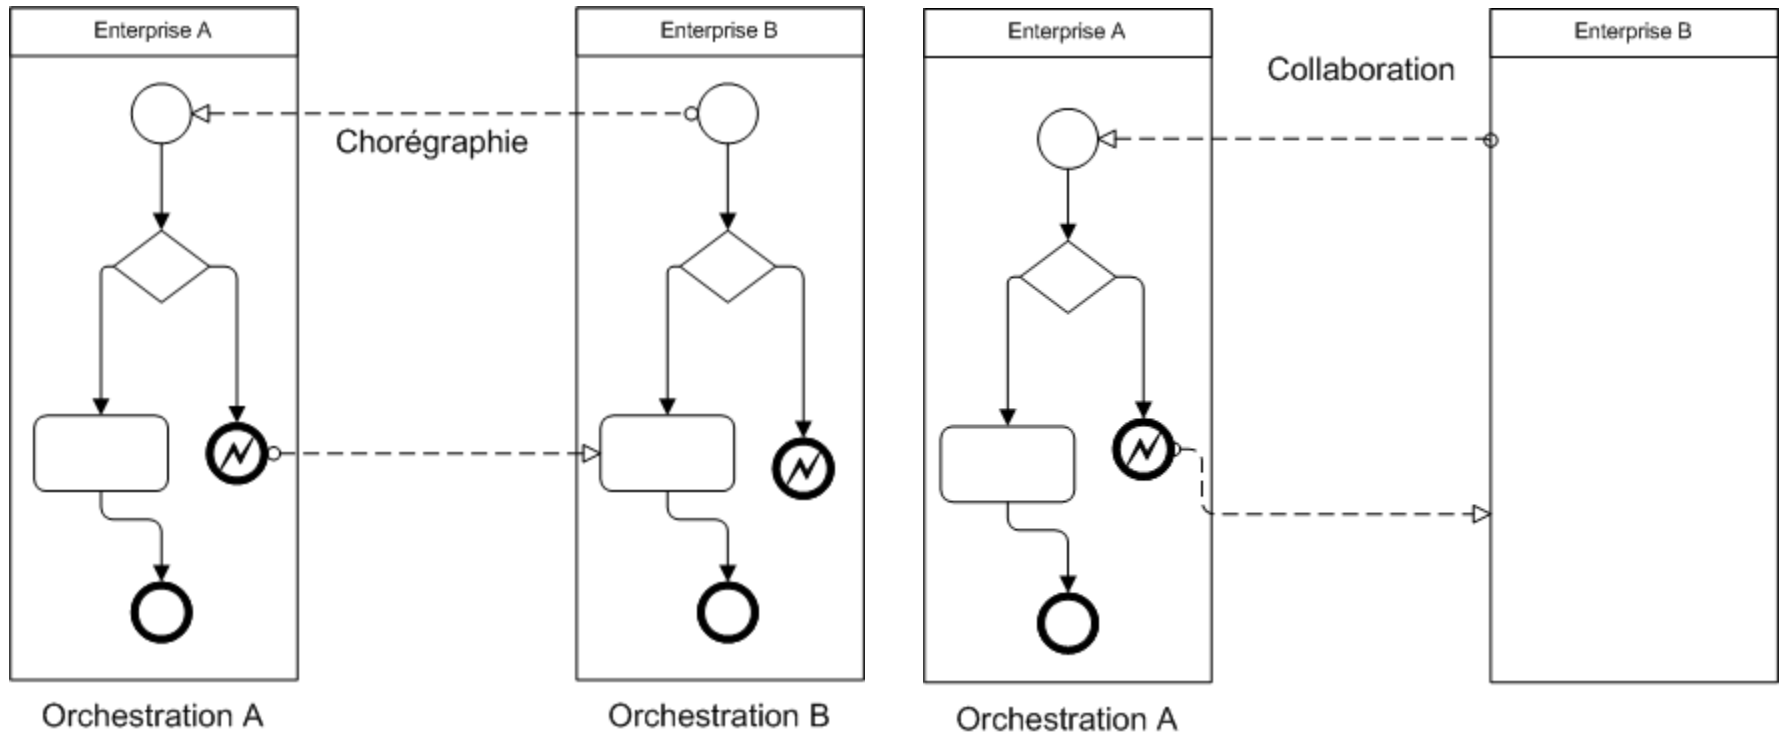 Enterprise A
Enterprise B
Chorégraphie
Orchestration A
Orchestration B
Enterprise A
Enterprise B
Collaboration
Orchestration A